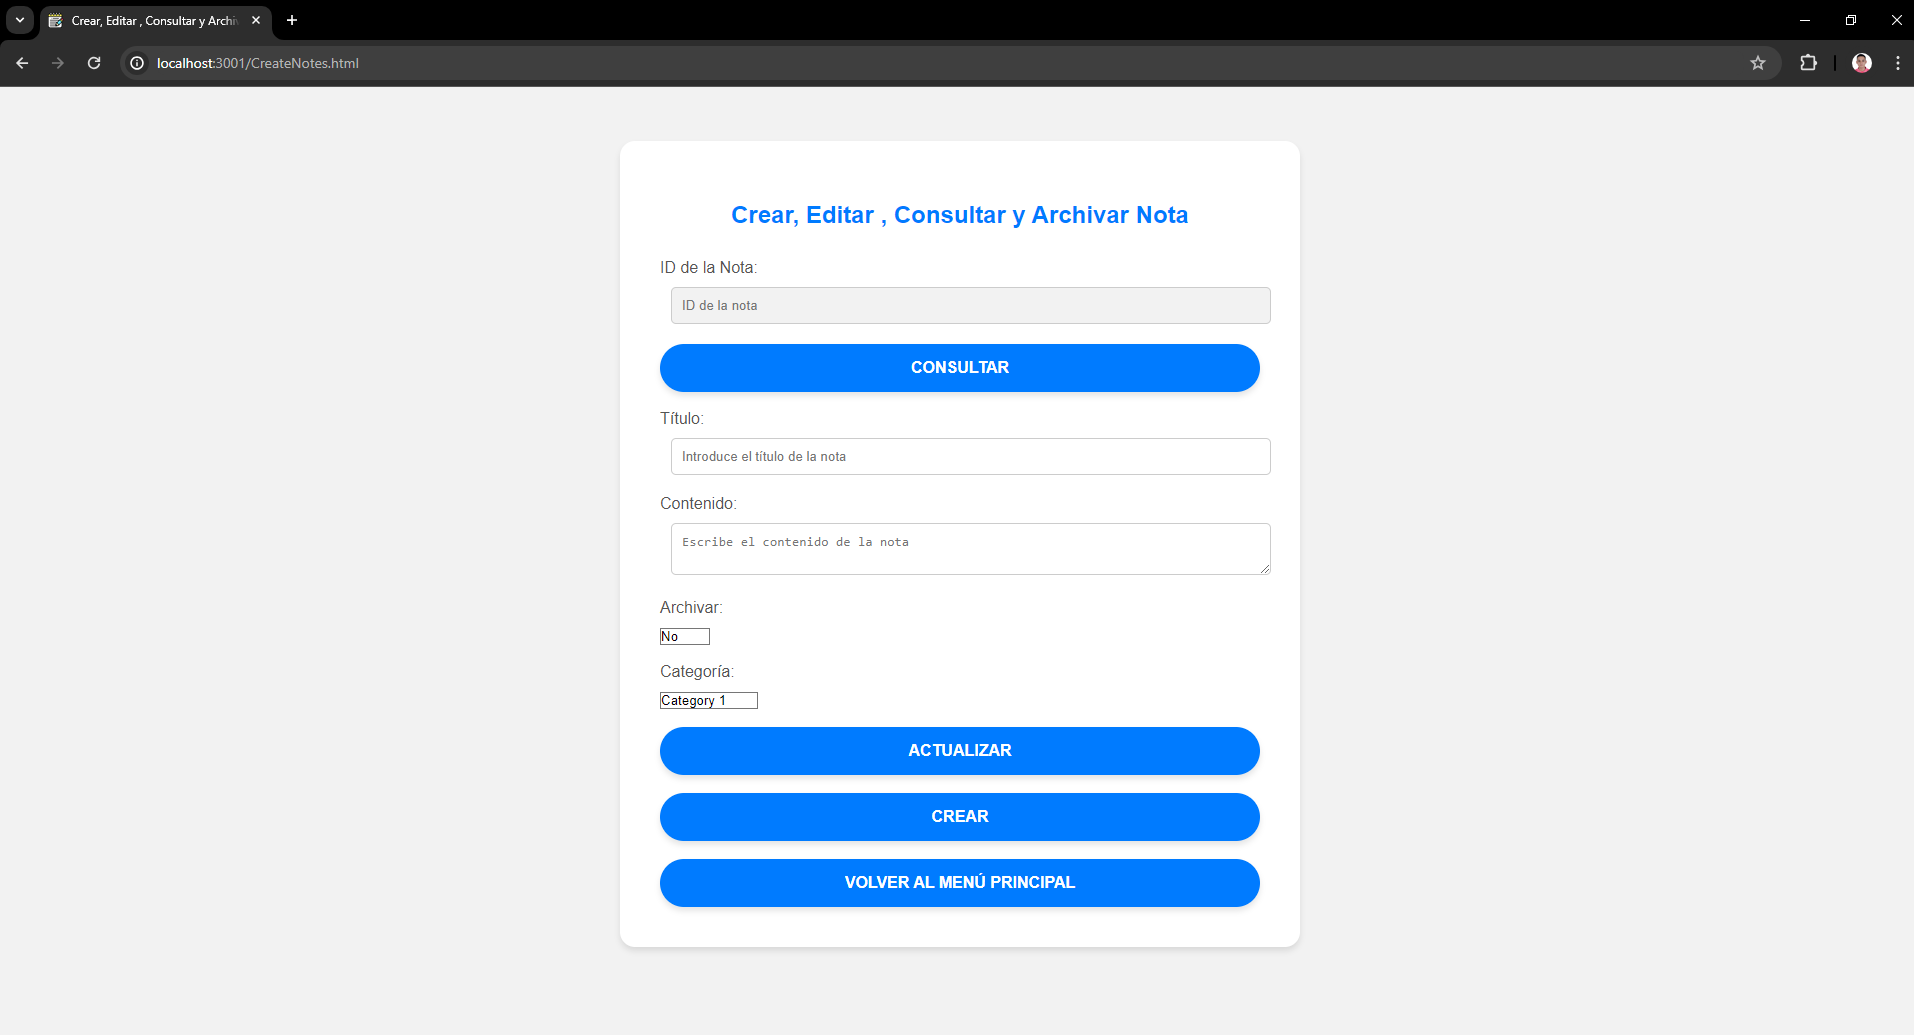 Crear, Editar , Consultar y Archi
localhost:3001/CreateNotes.html
Crear, Editar , Consultar y Archivar Nota
ID de la Nota:
ID de la nota
CONSULTAR
Título:
Introduce el título de la nota
Contenido:
Escribe el contenido de la nota
Archivar:
No
Categoría:
Category 1
ACTUALIZAR
CREAR
VOLVER AL MENÚ PRINCIPAL